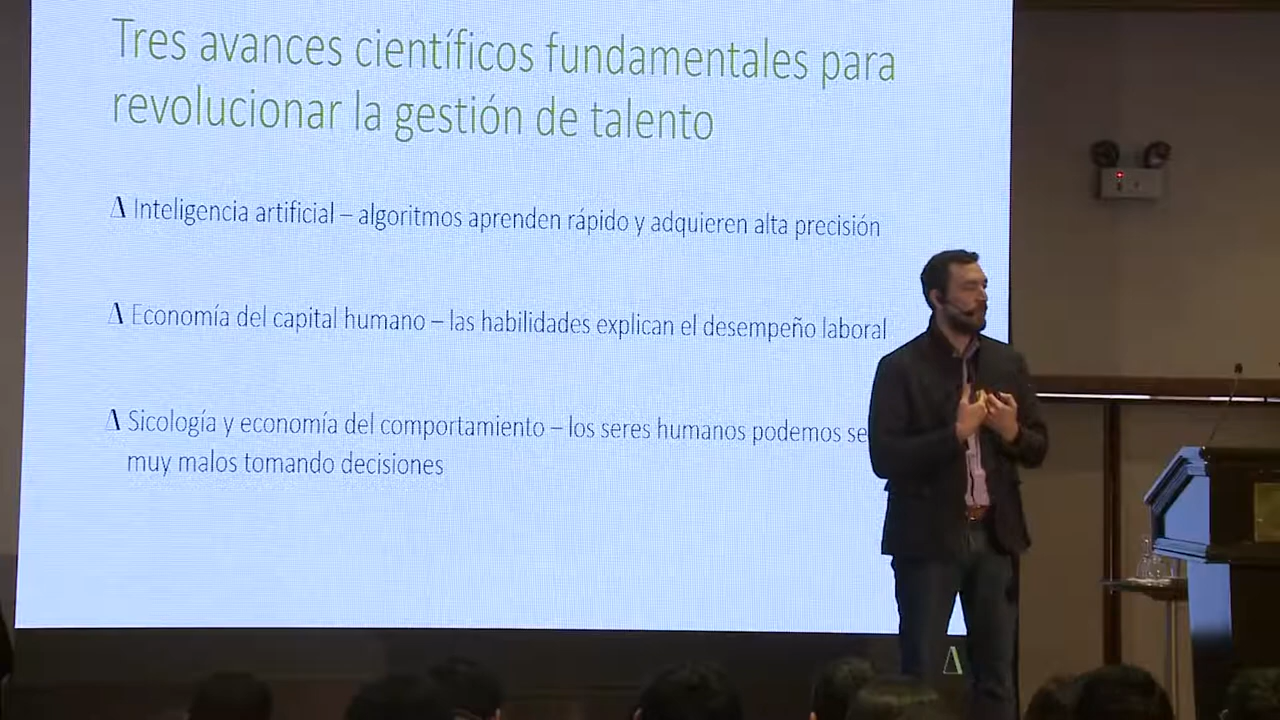 Tres avances científicos fundamentales para
revolucionar la gestión de talento
Δ Inteligencia artificial – algoritmos aprenden rápido y adquieren alta precisión
Δ Economía del capital humano – las habilidades explican el desempeño laboral
Δ Sicología y economía del comportamiento – los seres humanos podemos se
muy malos tomando decisiones